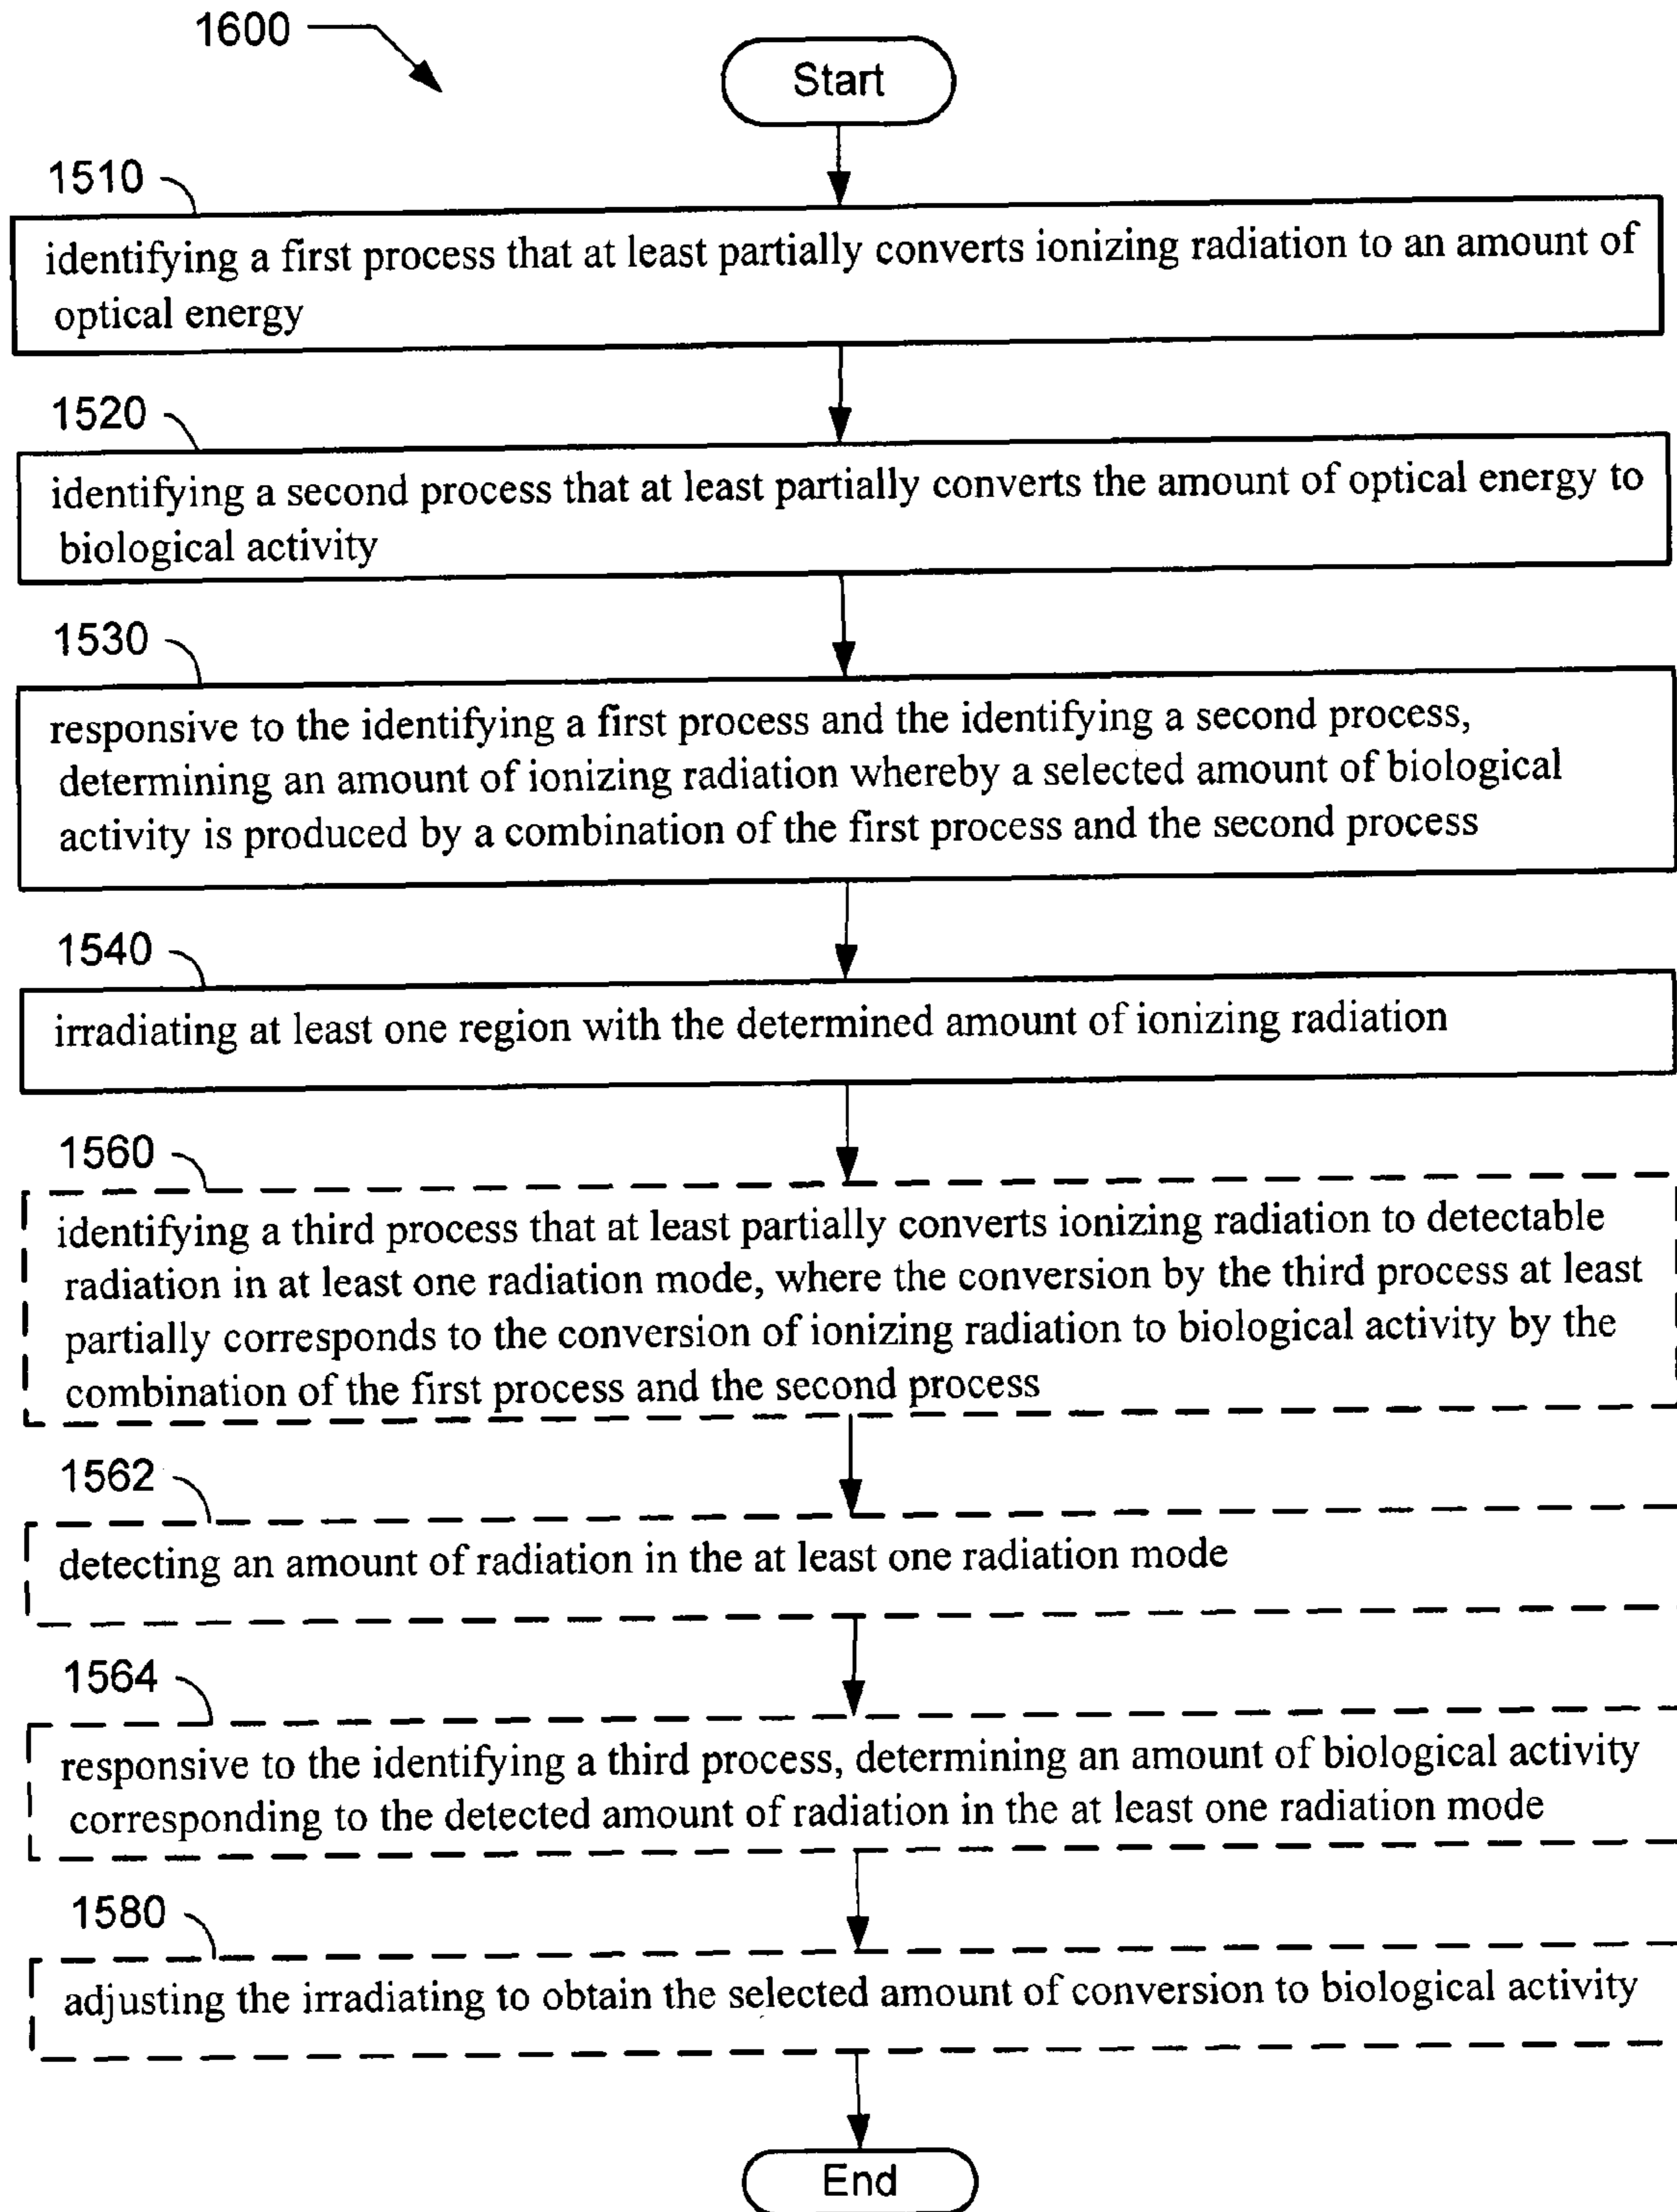 1600
Start
1510
identifying a first process that at least partially converts ionizing radiation to an amount of
optical energy
1520
identifying a second process that at least partially converts the amount of optical energy to
biological activity
1530
responsive to the identifying a first process and the identifying a second process,
determining an amount of ionizing radiation whereby a selected amount of biological
activity is produced by a combination of the first process and the second process
1540
irradiating at least one region with the determined amount of ionizing radiation
1560
identifying a third process that at least partially converts ionizing radiation to detectable
radiation in at least one radiation mode, where the conversion by the third process at least
partially corresponds to the conversion of ionizing radiation to biological activity by the
combination of the first process and the second process
1562
detecting an amount of radiation in the at least one radiation mode
1564
responsive to the identifying a third process, determining an amount of biological activity
corresponding to the detected amount of radiation in the at least one radiation mode
1580
adjusting the irradiating to obtain the selected amount of conversion to biological activity
End